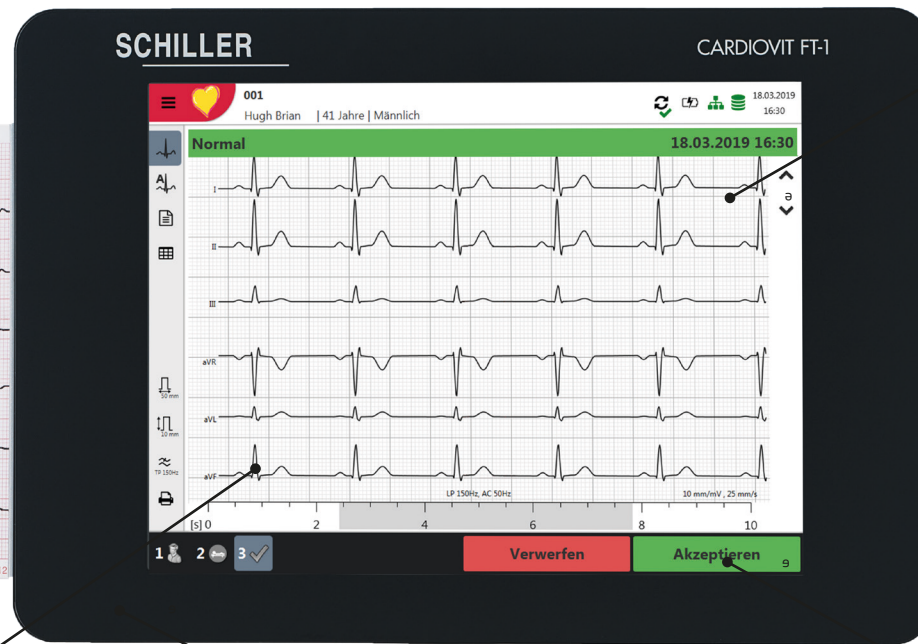 SCHILLER
CARDIOVIT FT-1
001
Hugh Brian | 41 Jahre | Männlich
18.03.2019
16:30
Normal
18.03.2019 16:30
I
II
III
aVR
aVL
aVF
50 mm
10 mm
TP 150Hz
LP 150Hz, AC 50Hz
10 mm/mV , 25 mm/s
[s] 0 2 4 6 8 10
1 2 3
Verwerfen
Akzeptieren